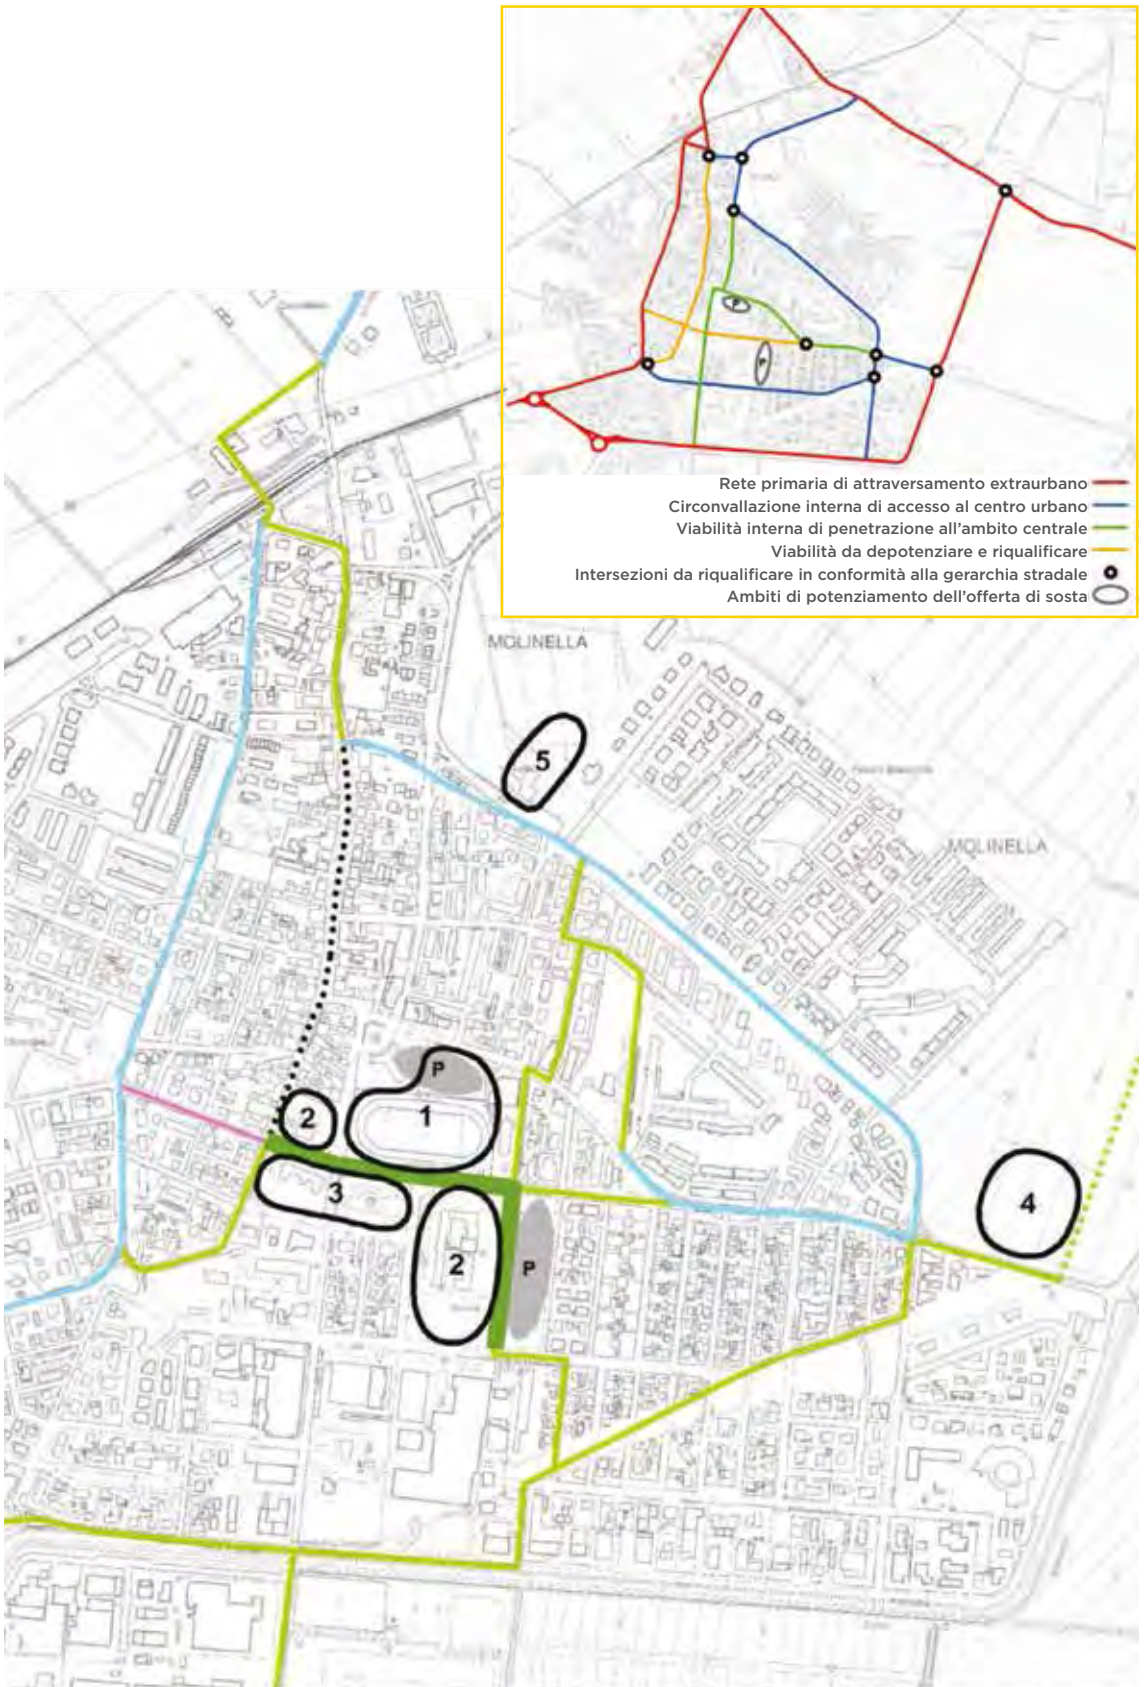 P
P
Rete primaria di attraversamento extraurbano
Circonvallazione interna di accesso al centro urbano
Viabilità interna di penetrazione all'ambito centrale
Viabilità da depotenziare e riqualificare
Intersezioni da riqualificare in conformità alla gerarchia stradale
Ambiti di potenziamento dell'offerta di sosta
MOLINELLA
5
MOLINELLA
P
2
1
3
4
2
P